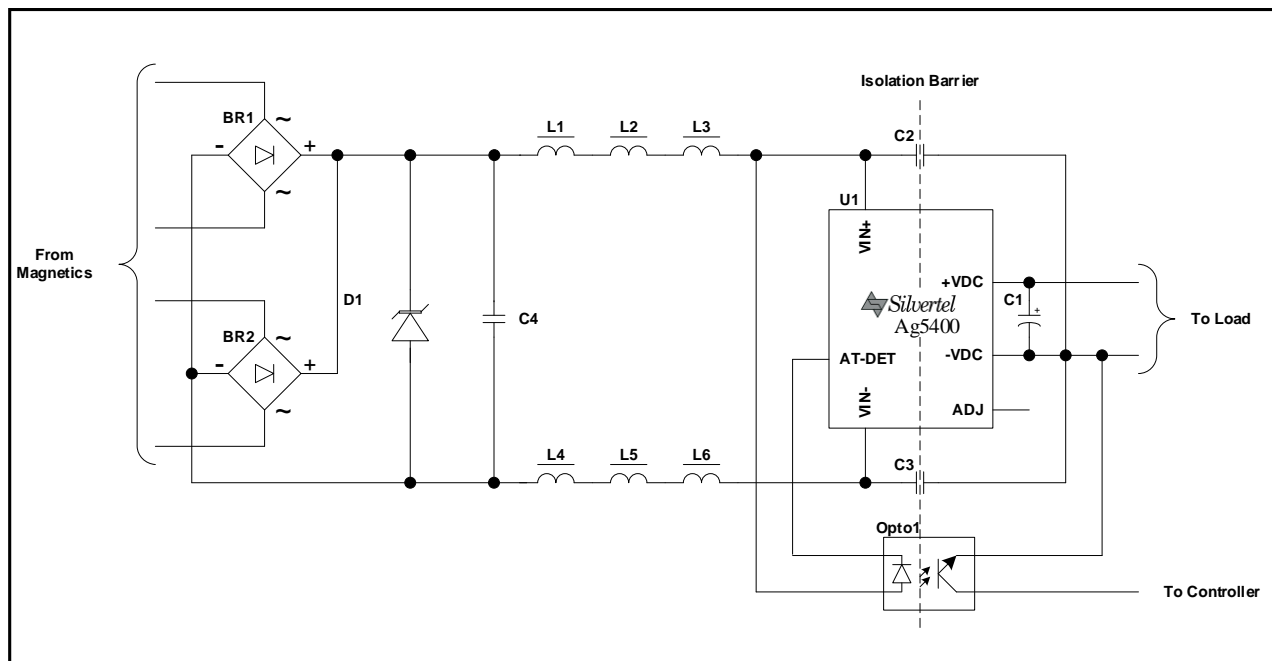 Isolation Barrier
BR1
~
-
+
~
L1
L2
L3
C2
U1
VIN+
From
Magnetics
D1
C4
Silvertel
Ag5400
+VDC
C1
+
To Load
BR2
~
-
+
~
AT-DET
-VDC
VIN-
ADJ
L4
L5
L6
C3
Opto1
To Controller